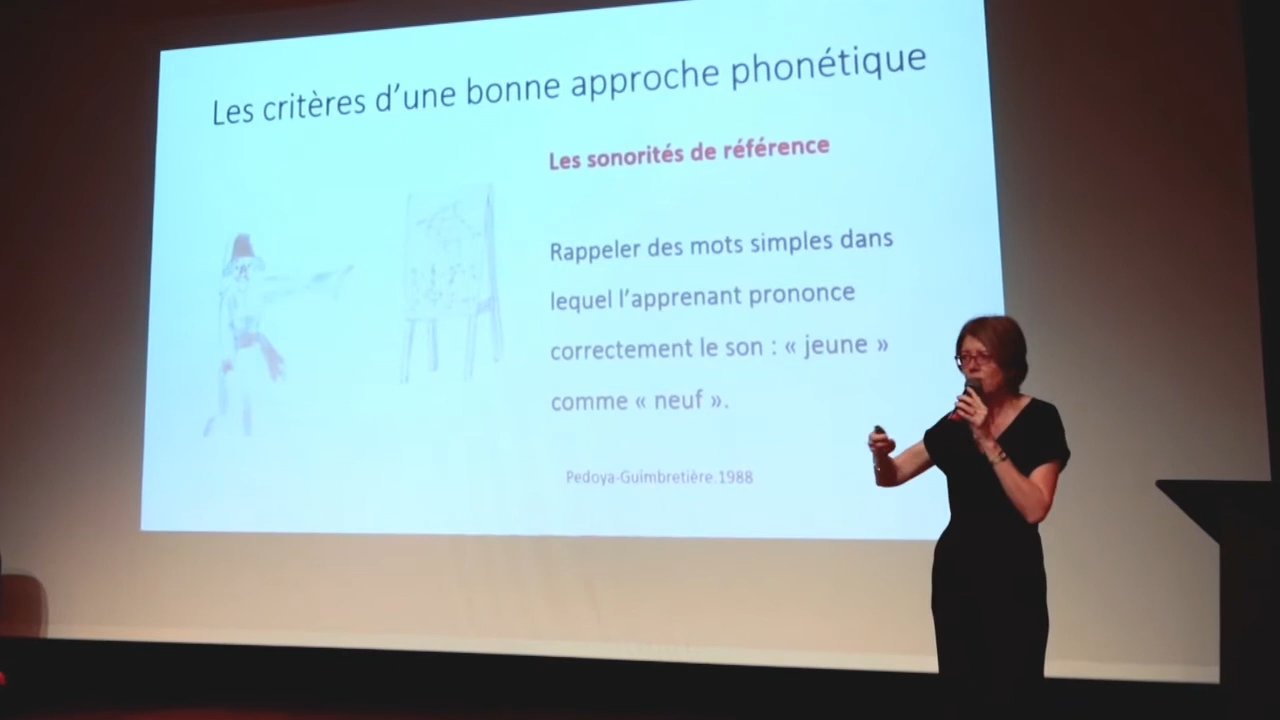 Les critères d’une bonne approche phonétique
Les sonorités de référence
Rappeler des mots simples dans
lequel l’apprenant prononce
correctement le son : « jeune »
comme « neuf ».
Pedoya-Guimbretière.1988